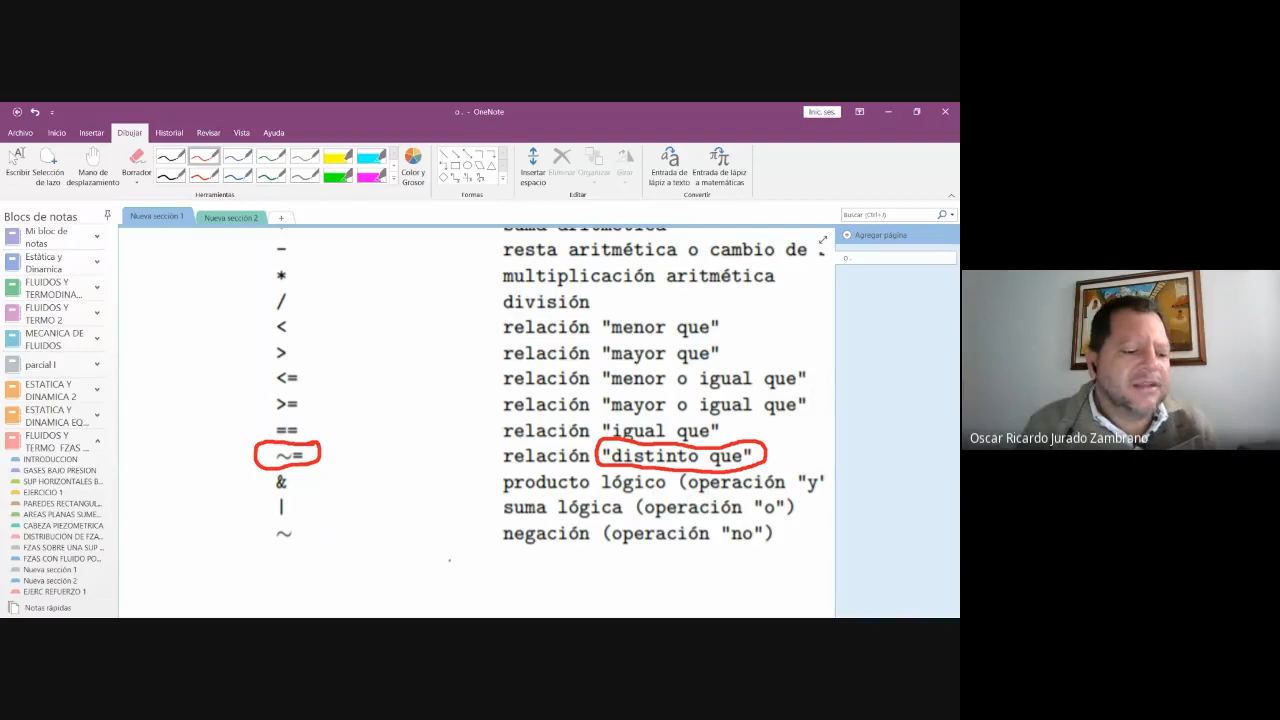 o . - OneNote
Inic. ses.
Archivo Inicio Insertar Dibujar Historial Revisar Vista Ayuda
Escribir Selección de lazo Mano de desplazamiento Borrador Color y Grosor Insertar espacio Eliminar Organizar Girar Entrada de lápiz a texto Entrada de lápiz a matemáticas
Herramientas Formas Editar Convertir
Blocs de notas
Nueva sección 1 Nueva sección 2 +
Buscar (Ctrl+J)
Agregar página
o .
Mi bloc de notas
Estática y Dinamica
FLUIDOS Y TERMODINA...
FLUIDOS Y TERMO 2
MECANICA DE FLUIDOS
parcial I
ESTATICA Y DINAMICA 2
ESTATICA Y DINAMICA EQ...
FLUIDOS Y TERMO FZAS ...
INTRODUCCION
GASES BAJO PRESION
SUP HORIZONTALES B...
EJERCICIO 1
PAREDES RECTANGUL...
AREAS PLANAS SUME...
CABEZA PIEZOMETRICA
DISTRIBUCION DE FZA...
FZAS SOBRE UNA SUP ...
FZAS CON FLUIDO PO...
Nueva sección 1
Nueva sección 2
EJERC REFUERZO 1
Notas rápidas
suma aritmética
- resta aritmética o cambio de
* multiplicación aritmética
/ división
< relación "menor que"
> relación "mayor que"
<= relación "menor o igual que"
>= relación "mayor o igual que"
== relación "igual que"
~= relación "distinto que"
& producto lógico (operación "y'
| suma lógica (operación "o")
~ negación (operación "no")
Oscar Ricardo Jurado Zambrano